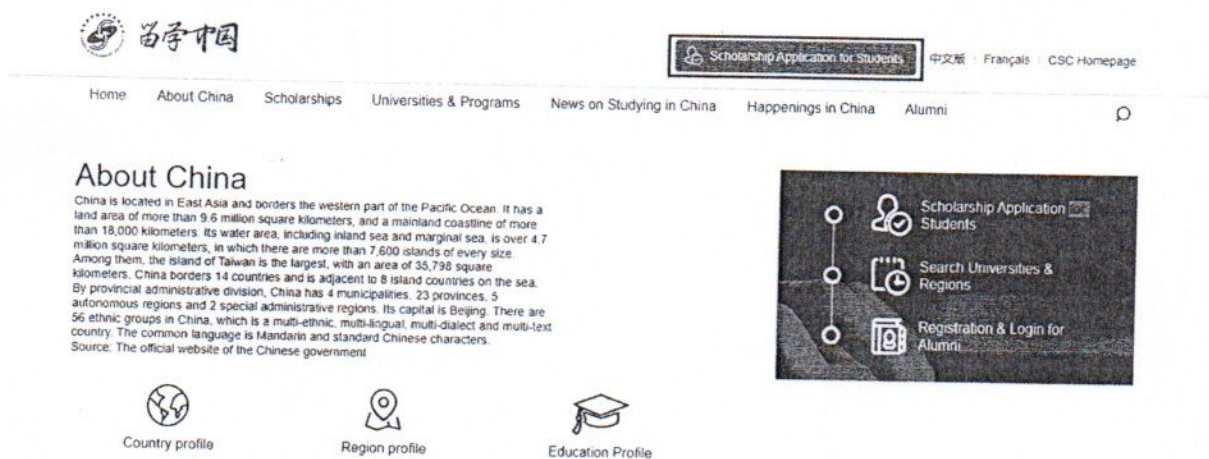 留学中国
Scholarship Application for Students
中文版
Français
CSC Homepage
Home
About China
Scholarships
Universities & Programs
News on Studying in China
Happenings in China
Alumni
About China
China is located in East Asia and borders the western part of the Pacific Ocean. It has a
land area of more than 9.6 million square kilometers, and a mainland coastline of more
than 18,000 kilometers. Its water area, including inland sea and marginal sea, is over 4.7
million square kilometers, in which there are more than 7,600 islands of every size.
Among them, the island of Taiwan is the largest, with an area of 35,798 square
kilometers. China borders 14 countries and is adjacent to 8 island countries on the sea.
By provincial administrative division, China has 4 municipalities, 23 provinces, 5
autonomous regions and 2 special administrative regions. Its capital is Beijing. There are
56 ethnic groups in China, which is a multi-ethnic, multi-lingual, multi-dialect and multi-text
country. The common language is Mandarin and standard Chinese characters.
Source: The official website of the Chinese government
Scholarship Application
Students
Search Universities &
Regions
Registration & Login for
Alumni
Country profile
Region profile
Education Profile